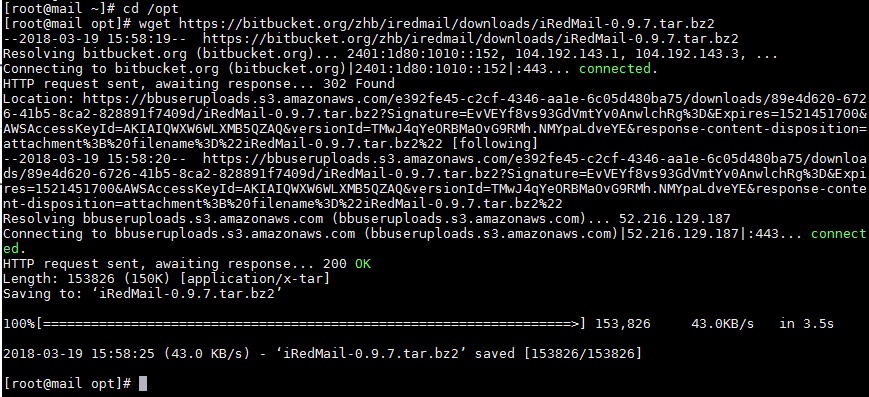 [root@mail ~]# cd /opt
[root@mail opt]# wget https://bitbucket.org/zhb/iredmail/downloads/iRedMail-0.9.7.tar.bz2
--2018-03-19 15:58:19--  https://bitbucket.org/zhb/iredmail/downloads/iRedMail-0.9.7.tar.bz2
Resolving bitbucket.org (bitbucket.org)... 2401:1d80:1010::152, 104.192.143.1, 104.192.143.3, ...
Connecting to bitbucket.org (bitbucket.org)|2401:1d80:1010::152|:443... connected.
HTTP request sent, awaiting response... 302 Found
Location: https://bbuseruploads.s3.amazonaws.com/e392fe45-c2cf-4346-aa1e-6c05d480ba75/downloads/89e4d620-672
6-41b5-8ca2-828891f7409d/iRedMail-0.9.7.tar.bz2?Signature=EvVEYf8vs93GdVmtYv0AnwlchRg%3D&Expires=1521451700&
AWSAccessKeyId=AKIAIQWXW6WLXMB5QZAQ&versionId=TMwJ4qYeORBMaOvG9RMh.NMYpaLdveYE&response-content-disposition=
attachment%3B%20filename%3D%22iRedMail-0.9.7.tar.bz2%22 [following]
--2018-03-19 15:58:20--  https://bbuseruploads.s3.amazonaws.com/e392fe45-c2cf-4346-aa1e-6c05d480ba75/downloa
ds/89e4d620-6726-41b5-8ca2-828891f7409d/iRedMail-0.9.7.tar.bz2?Signature=EvVEYf8vs93GdVmtYv0AnwlchRg%3D&Expi
res=1521451700&AWSAccessKeyId=AKIAIQWXW6WLXMB5QZAQ&versionId=TMwJ4qYeORBMaOvG9RMh.NMYpaLdveYE&response-conte
nt-disposition=attachment%3B%20filename%3D%22iRedMail-0.9.7.tar.bz2%22
Resolving bbuseruploads.s3.amazonaws.com (bbuseruploads.s3.amazonaws.com)... 52.216.129.187
Connecting to bbuseruploads.s3.amazonaws.com (bbuseruploads.s3.amazonaws.com)|52.216.129.187|:443... connect
ed.
HTTP request sent, awaiting response... 200 OK
Length: 153826 (150K) [application/x-tar]
Saving to: ‘iRedMail-0.9.7.tar.bz2’
100%[===================================================================>] 153,826     43.0KB/s   in 3.5s
2018-03-19 15:58:25 (43.0 KB/s) - ‘iRedMail-0.9.7.tar.bz2’ saved [153826/153826]
[root@mail opt]#